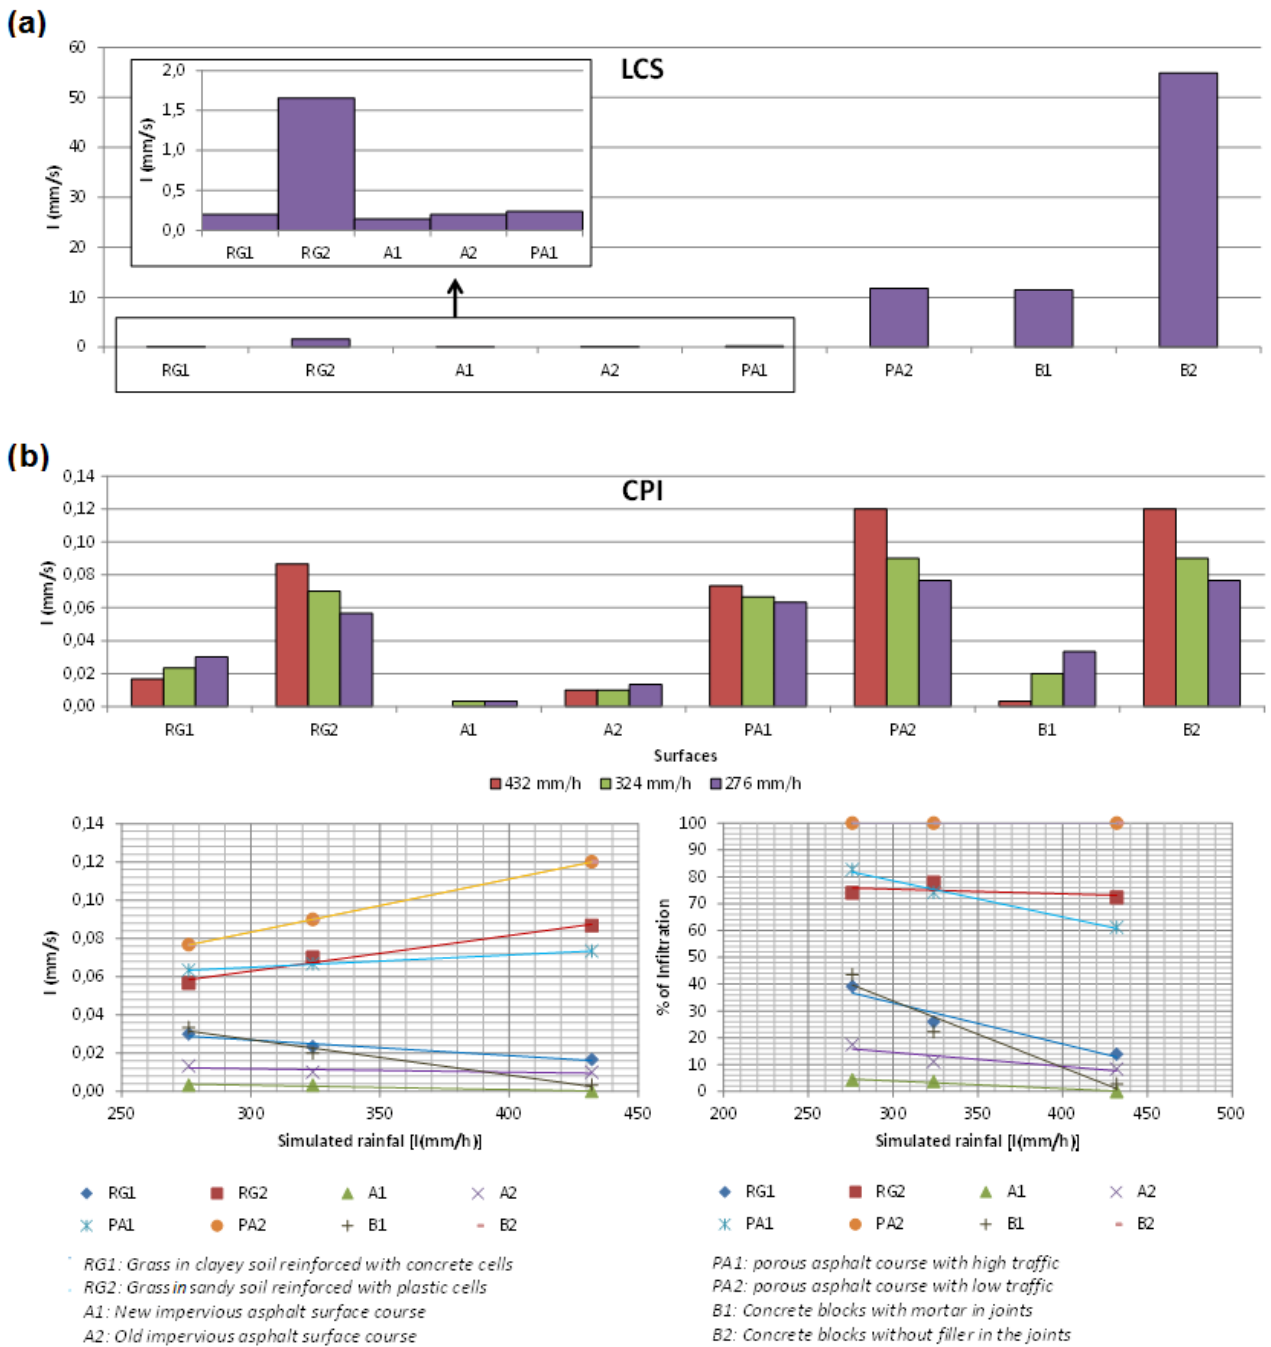 (a)
LCS
60
50
40
30
20
10
0
I (mm/s)
2,0
1,5
1,0
0,5
0,0
I (mm/s)
RG1 RG2 A1 A2 PA1
RG1 RG2 A1 A2 PA1 PA2 B1 B2
(b)
CPI
0,14
0,12
0,10
0,08
0,06
0,04
0,02
0,00
I (mm/s)
RG1 RG2 A1 A2 PA1 PA2 B1 B2
Surfaces
432 mm/h 324 mm/h 276 mm/h
0,14
0,12
0,10
0,08
0,06
0,04
0,02
0,00
I (mm/s)
250 300 350 400 450
Simulated rainfal [I(mm/h)]
RG1 RG2 A1 A2
PA1 PA2 B1 B2
100
90
80
70
60
50
40
30
20
10
0
% of Infiltration
200 250 300 350 400 450 500
Simulated rainfal [I(mm/h)]
RG1 RG2 A1 A2
PA1 PA2 B1 B2
RG1: Grass in clayey soil reinforced with concrete cells
RG2: Grass in sandy soil reinforced with plastic cells
A1: New impervious asphalt surface course
A2: Old impervious asphalt surface course
PA1: porous asphalt course with high traffic
PA2: porous asphalt course with low traffic
B1: Concrete blocks with mortar in joints
B2: Concrete blocks without filler in the joints